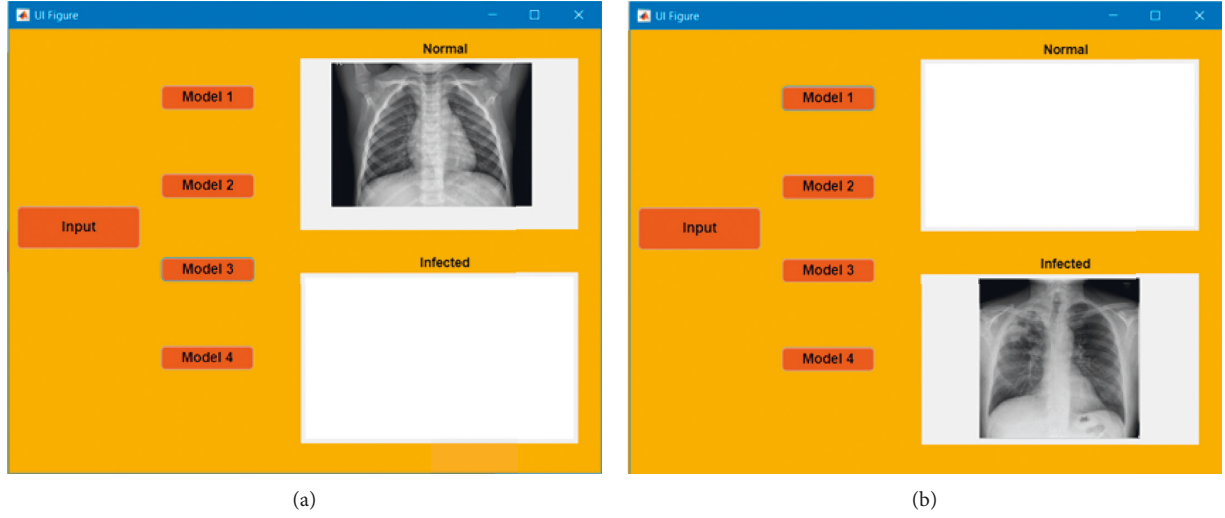 UI Figure
Normal
Model 1
Model 2
Input
Infected
Model 3
Model 4
(a)
UI Figure
Normal
Model 1
Model 2
Input
Infected
Model 3
Model 4
(b)